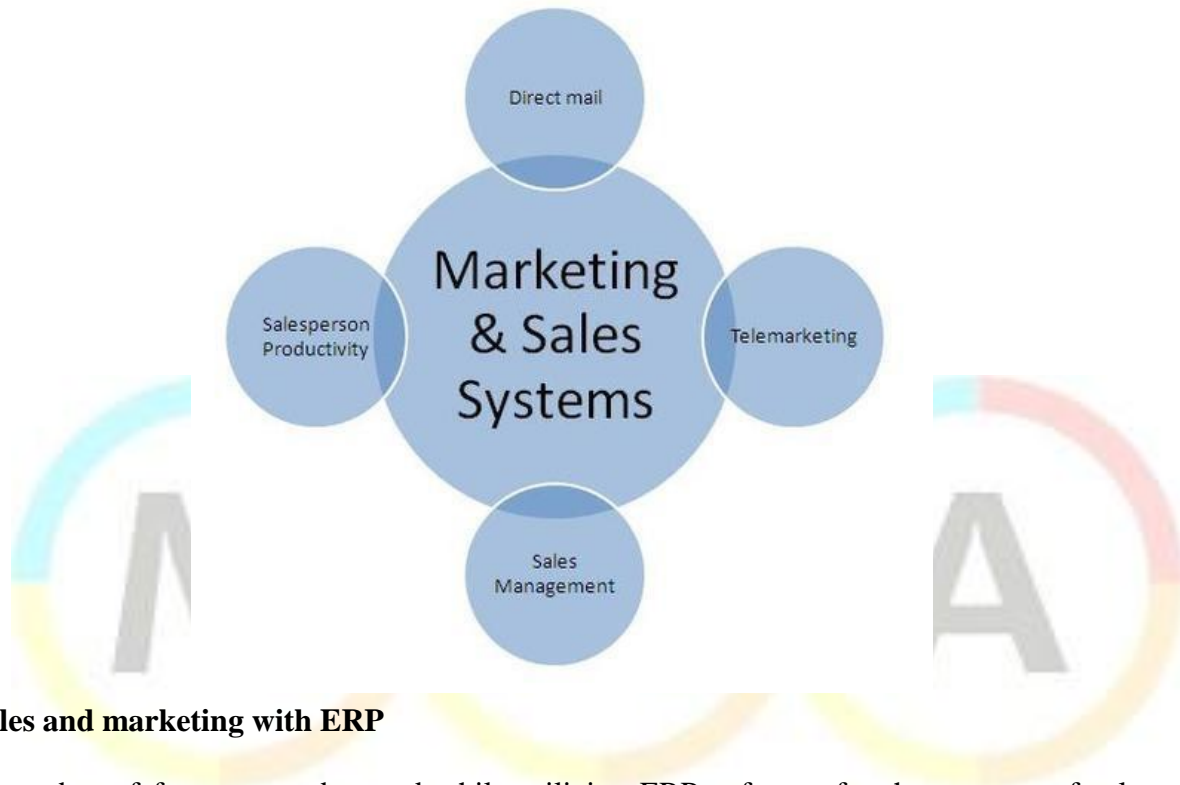 Direct mail
Marketing
& Sales
Systems
Salesperson
Productivity
Telemarketing
Sales
Management
A
les and marketing with ERP